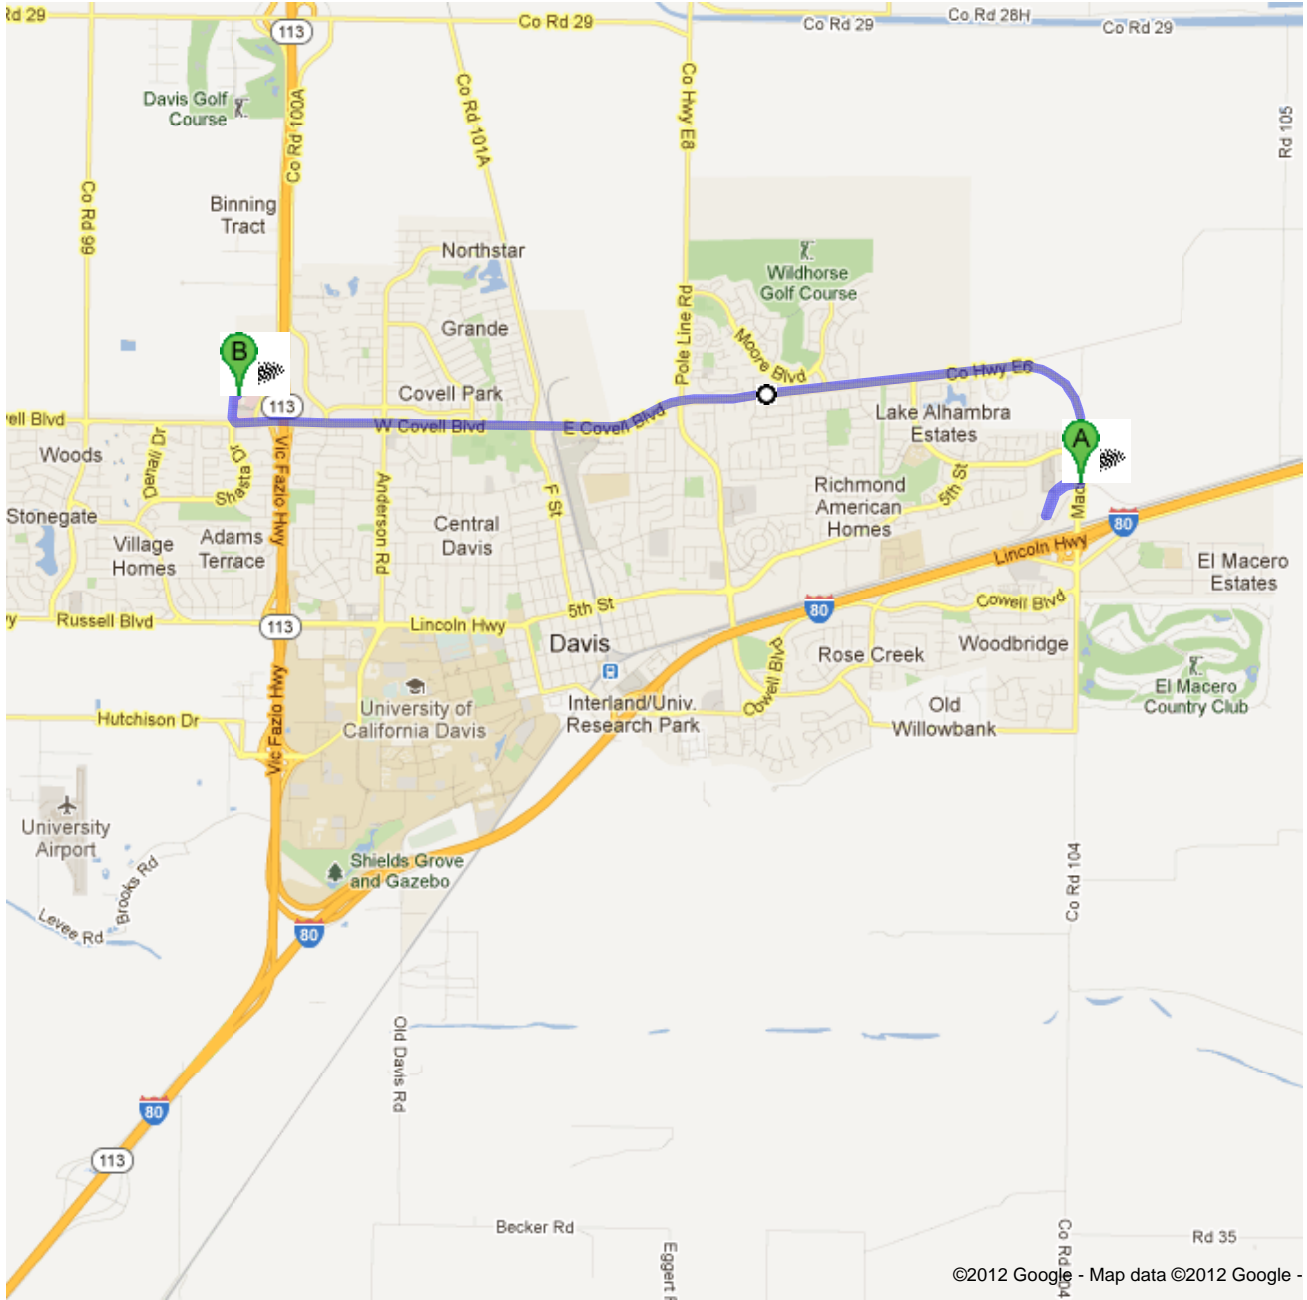 Rd 29
113
Co Rd 29
Co Rd 29
Co Rd 28H
Co Rd 29
Davis Golf
Course
Co Rd 100A
Co Rd 101A
Co Hwy E8
Rd 105
Co Rd 99
Binning
Tract
Northstar
Wildhorse
Golf Course
Grande
Pole Line Rd
Moore Blvd
B
Covell Park
Co Hwy E6
113
vell Blvd
W Covell Blvd
E Covell Blvd
Lake Alhambra
Estates
A
Woods
Denali Dr
Shasta Dr
Vic Fazio Hwy
Anderson Rd
F St
5th St
Richmond
American
Homes
Mad
80
Stonegate
Village
Homes
Adams
Terrace
Central
Davis
Lincoln Hwy
El Macero
Estates
Russell Blvd
113
Lincoln Hwy
5th St
80
Cowell Blvd
Davis
Cowell Blvd
Rose Creek
Woodbridge
Vic Fazio Hwy
University of
California Davis
Interland/Univ.
Research Park
Old
Willowbank
El Macero
Country Club
Hutchison Dr
University
Airport
Brooks Rd
Levee Rd
Shields Grove
and Gazebo
80
Co Rd 104
Old Davis Rd
80
113
Becker Rd
Eggert
Co Rd 104
Rd 35
©2012 Google - Map data ©2012 Google -